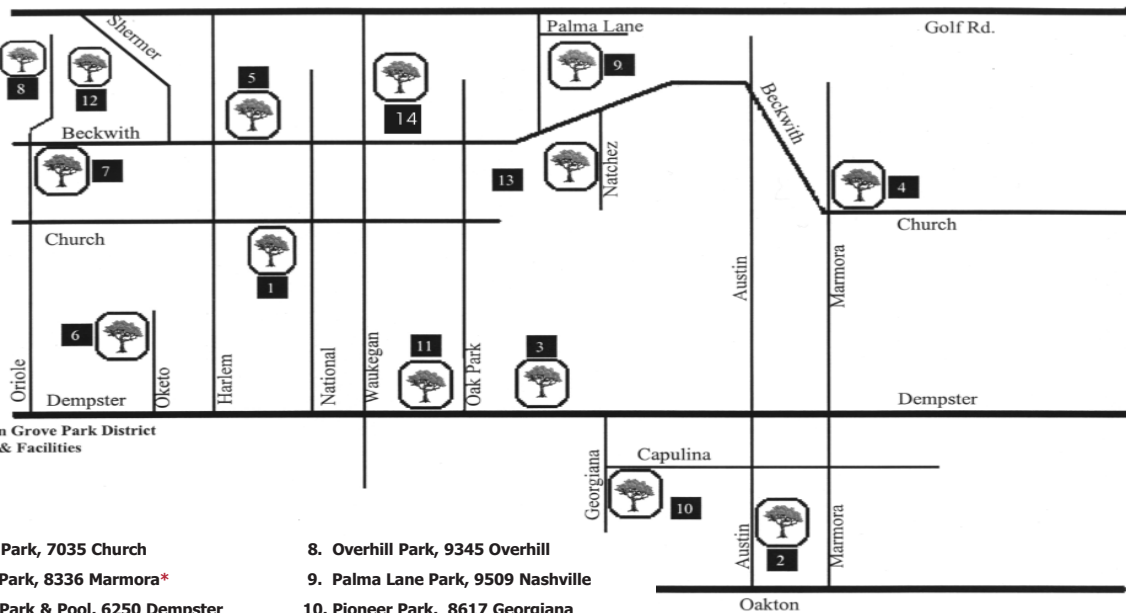 Shermer
Palma Lane
Golf Rd.
8
12
5
14
9
Beckwith
Beckwith
7
13
Natchez
4
Church
Church
1
Austin
Marmora
6
11
3
Oriole
Oketo
Harlem
National
Waukegan
Oak Park
Dempster
Dempster
n Grove Park District
& Facilities
Georgiana
Capulina
10
Austin
2
Marmora
Oakton
Park, 7035 Church
Park, 8336 Marmora*
Park & Pool, 6250 Dempster
8. Overhill Park, 9345 Overhill
9. Palma Lane Park, 9509 Nashville
10. Pioneer Park, 8617 Georgiana